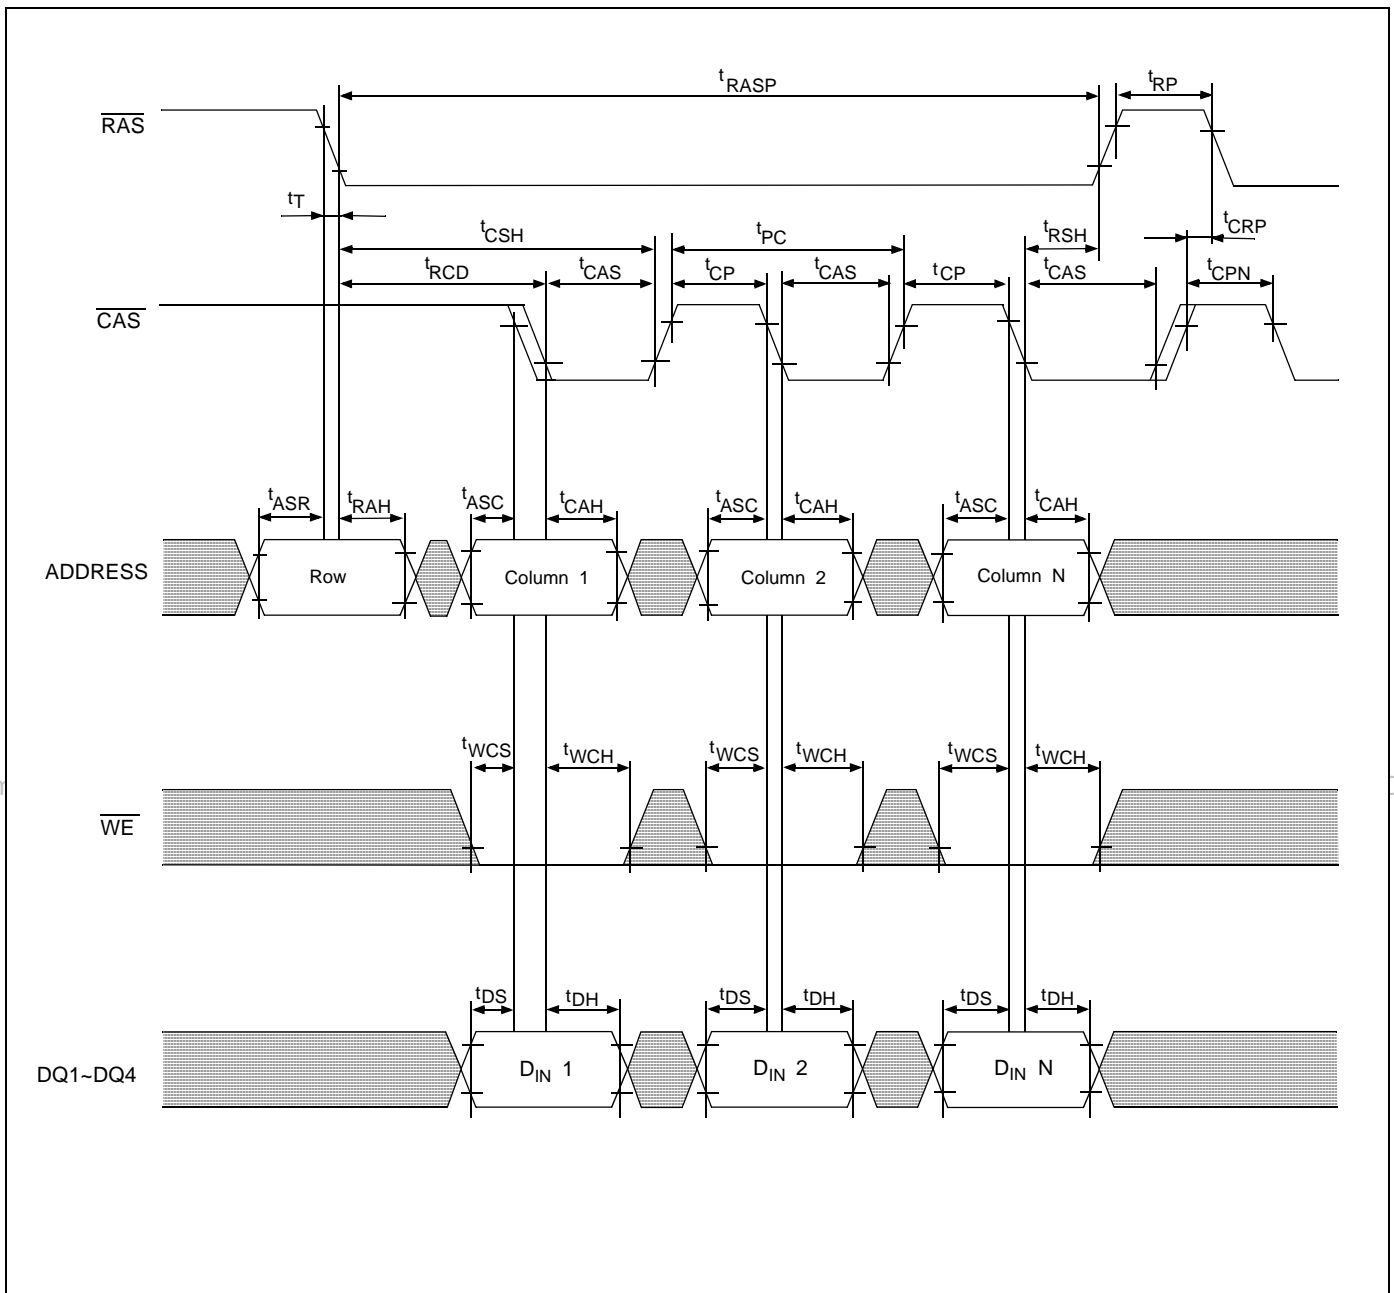 tRASP
tRP
RAS
tT
tCSH
tPC
tRSH
tCRP
tRCD
tCAS
tCP
tCAS
tCP
tCAS
tCPN
CAS
tASR
tRAH
tASC
tCAH
tASC
tCAH
tASC
tCAH
ADDRESS
Row
Column 1
Column 2
Column N
tWCS
tWCH
tWCS
tWCH
tWCS
tWCH
WE
tDS
tDH
tDS
tDH
tDS
tDH
DQ1~DQ4
DIN 1
DIN 2
DIN N